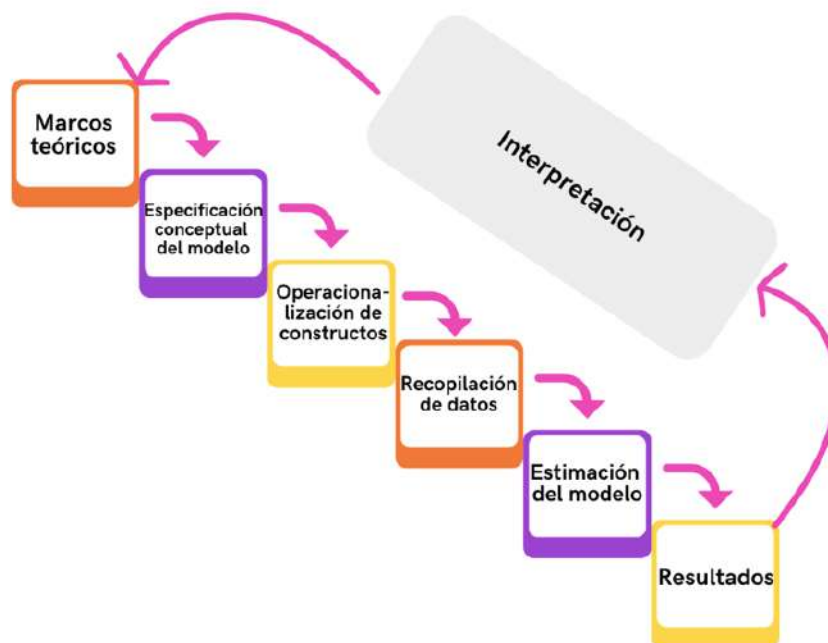 Marcos
teóricos
Especificación
conceptual
del modelo
Operaciona-
lización de
constructos
Recopilación
de datos
Estimación
del modelo
Resultados
Interpretación